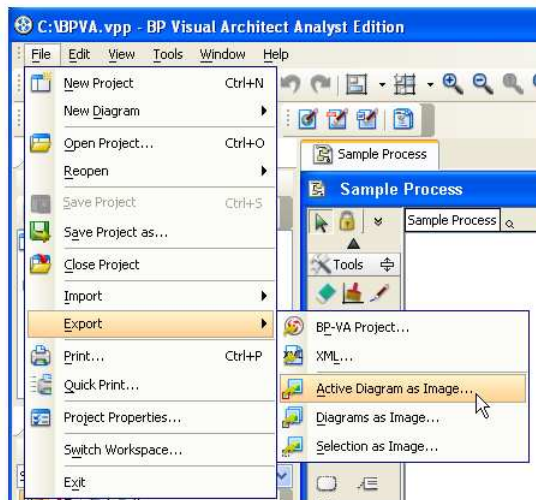 C:\BPVA.vpp - BP Visual Architect Analyst Edition
File Edit View Tools Window Help
New Project Ctrl+N
New Diagram
Open Project... Ctrl+O
Reopen
Save Project Ctrl+S
Save Project as...
Close Project
Import
Export
Print... Ctrl+P
Quick Print...
Project Properties...
Switch Workspace...
Exit
Sample Process
Sample Process
Sample Process
Tools
BP-VA Project...
XML...
Active Diagram as Image...
Diagrams as Image...
Selection as Image...